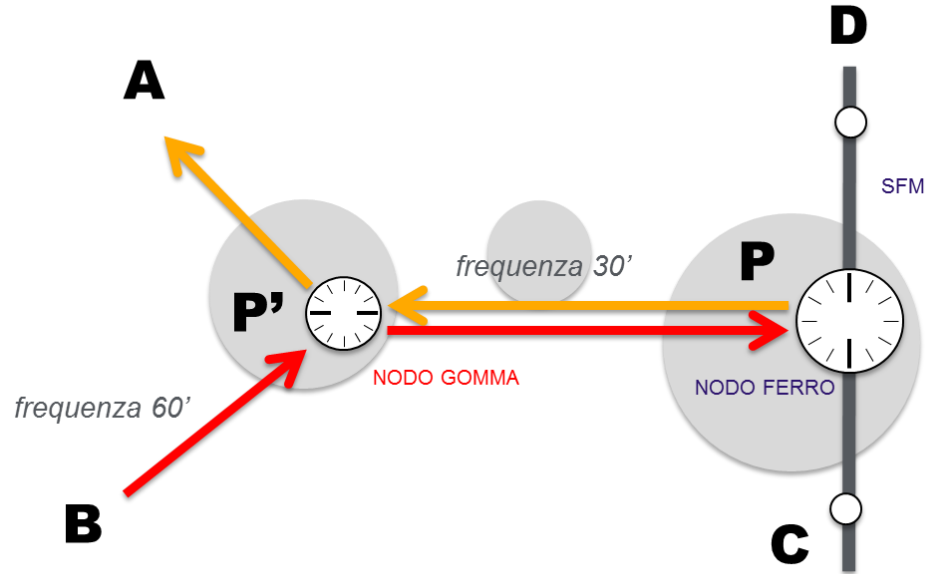 D
A
SFM
P
frequenza 30’
P’
NODO GOMMA
NODO FERRO
frequenza 60’
B
C